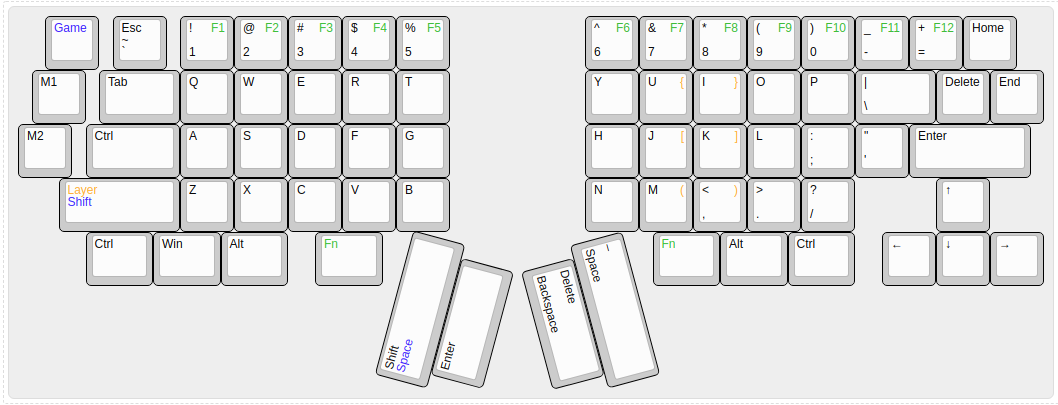 Game Esc ! F1 @ F2 # F3 $ F4 % F5 ^ F6 & F7 * F8 ( F9 ) F10 _ F11 + F12 Home
~
` 1 2 3 4 5 6 7 8 9 0 - =
M1 Tab Q W E R T Y U { I } O P | Delete End
\
M2 Ctrl A S D F G H J [ K ] L : " Enter
; '
Layer Z X C V B N M ( < ) > ? ↑
Shift , . /
Ctrl Win Alt Fn Fn Alt Ctrl ← ↓ →
Shift
Space
Enter
Delete
Backspace
\
Space